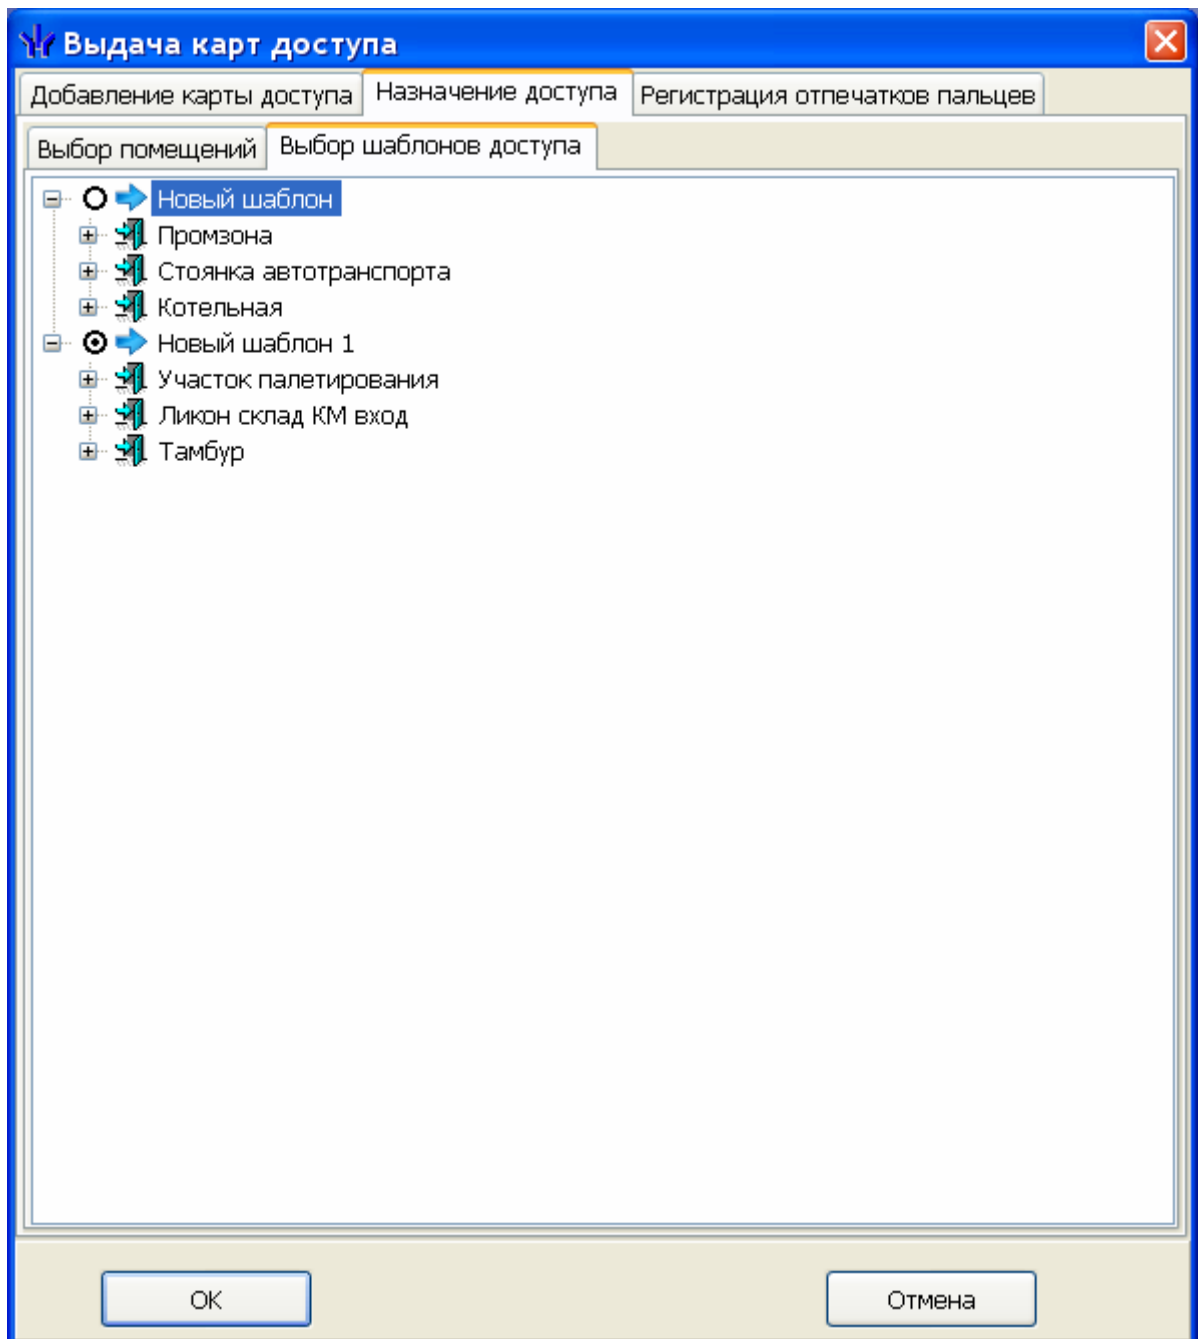 Выдача карт доступа
Добавление карты доступа Назначение доступа Регистрация отпечатков пальцев
Выбор помещений Выбор шаблонов доступа
Новый шаблон
Промзона
Стоянка автотранспорта
Котельная
Новый шаблон 1
Участок палетирования
Ликон склад КМ вход
Тамбур
ОК Отмена